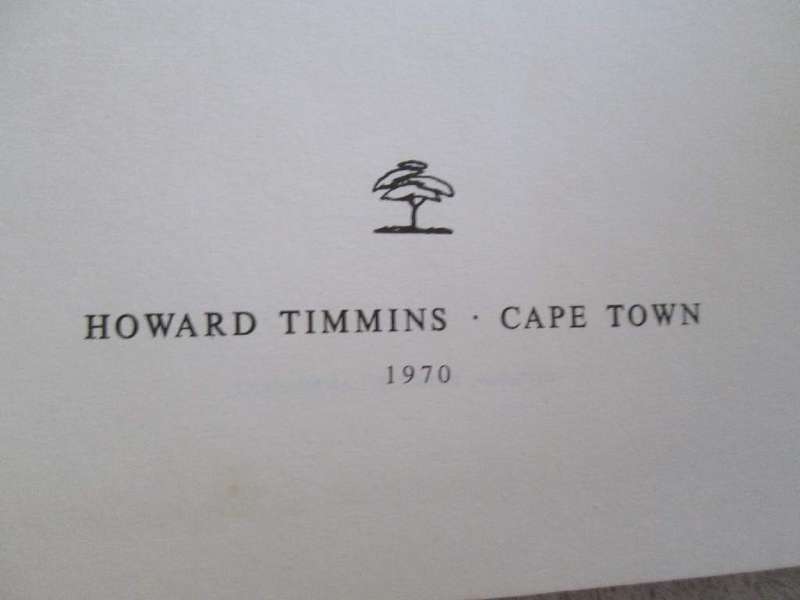 HOWARD TIMMINS · CAPE TOWN
1970